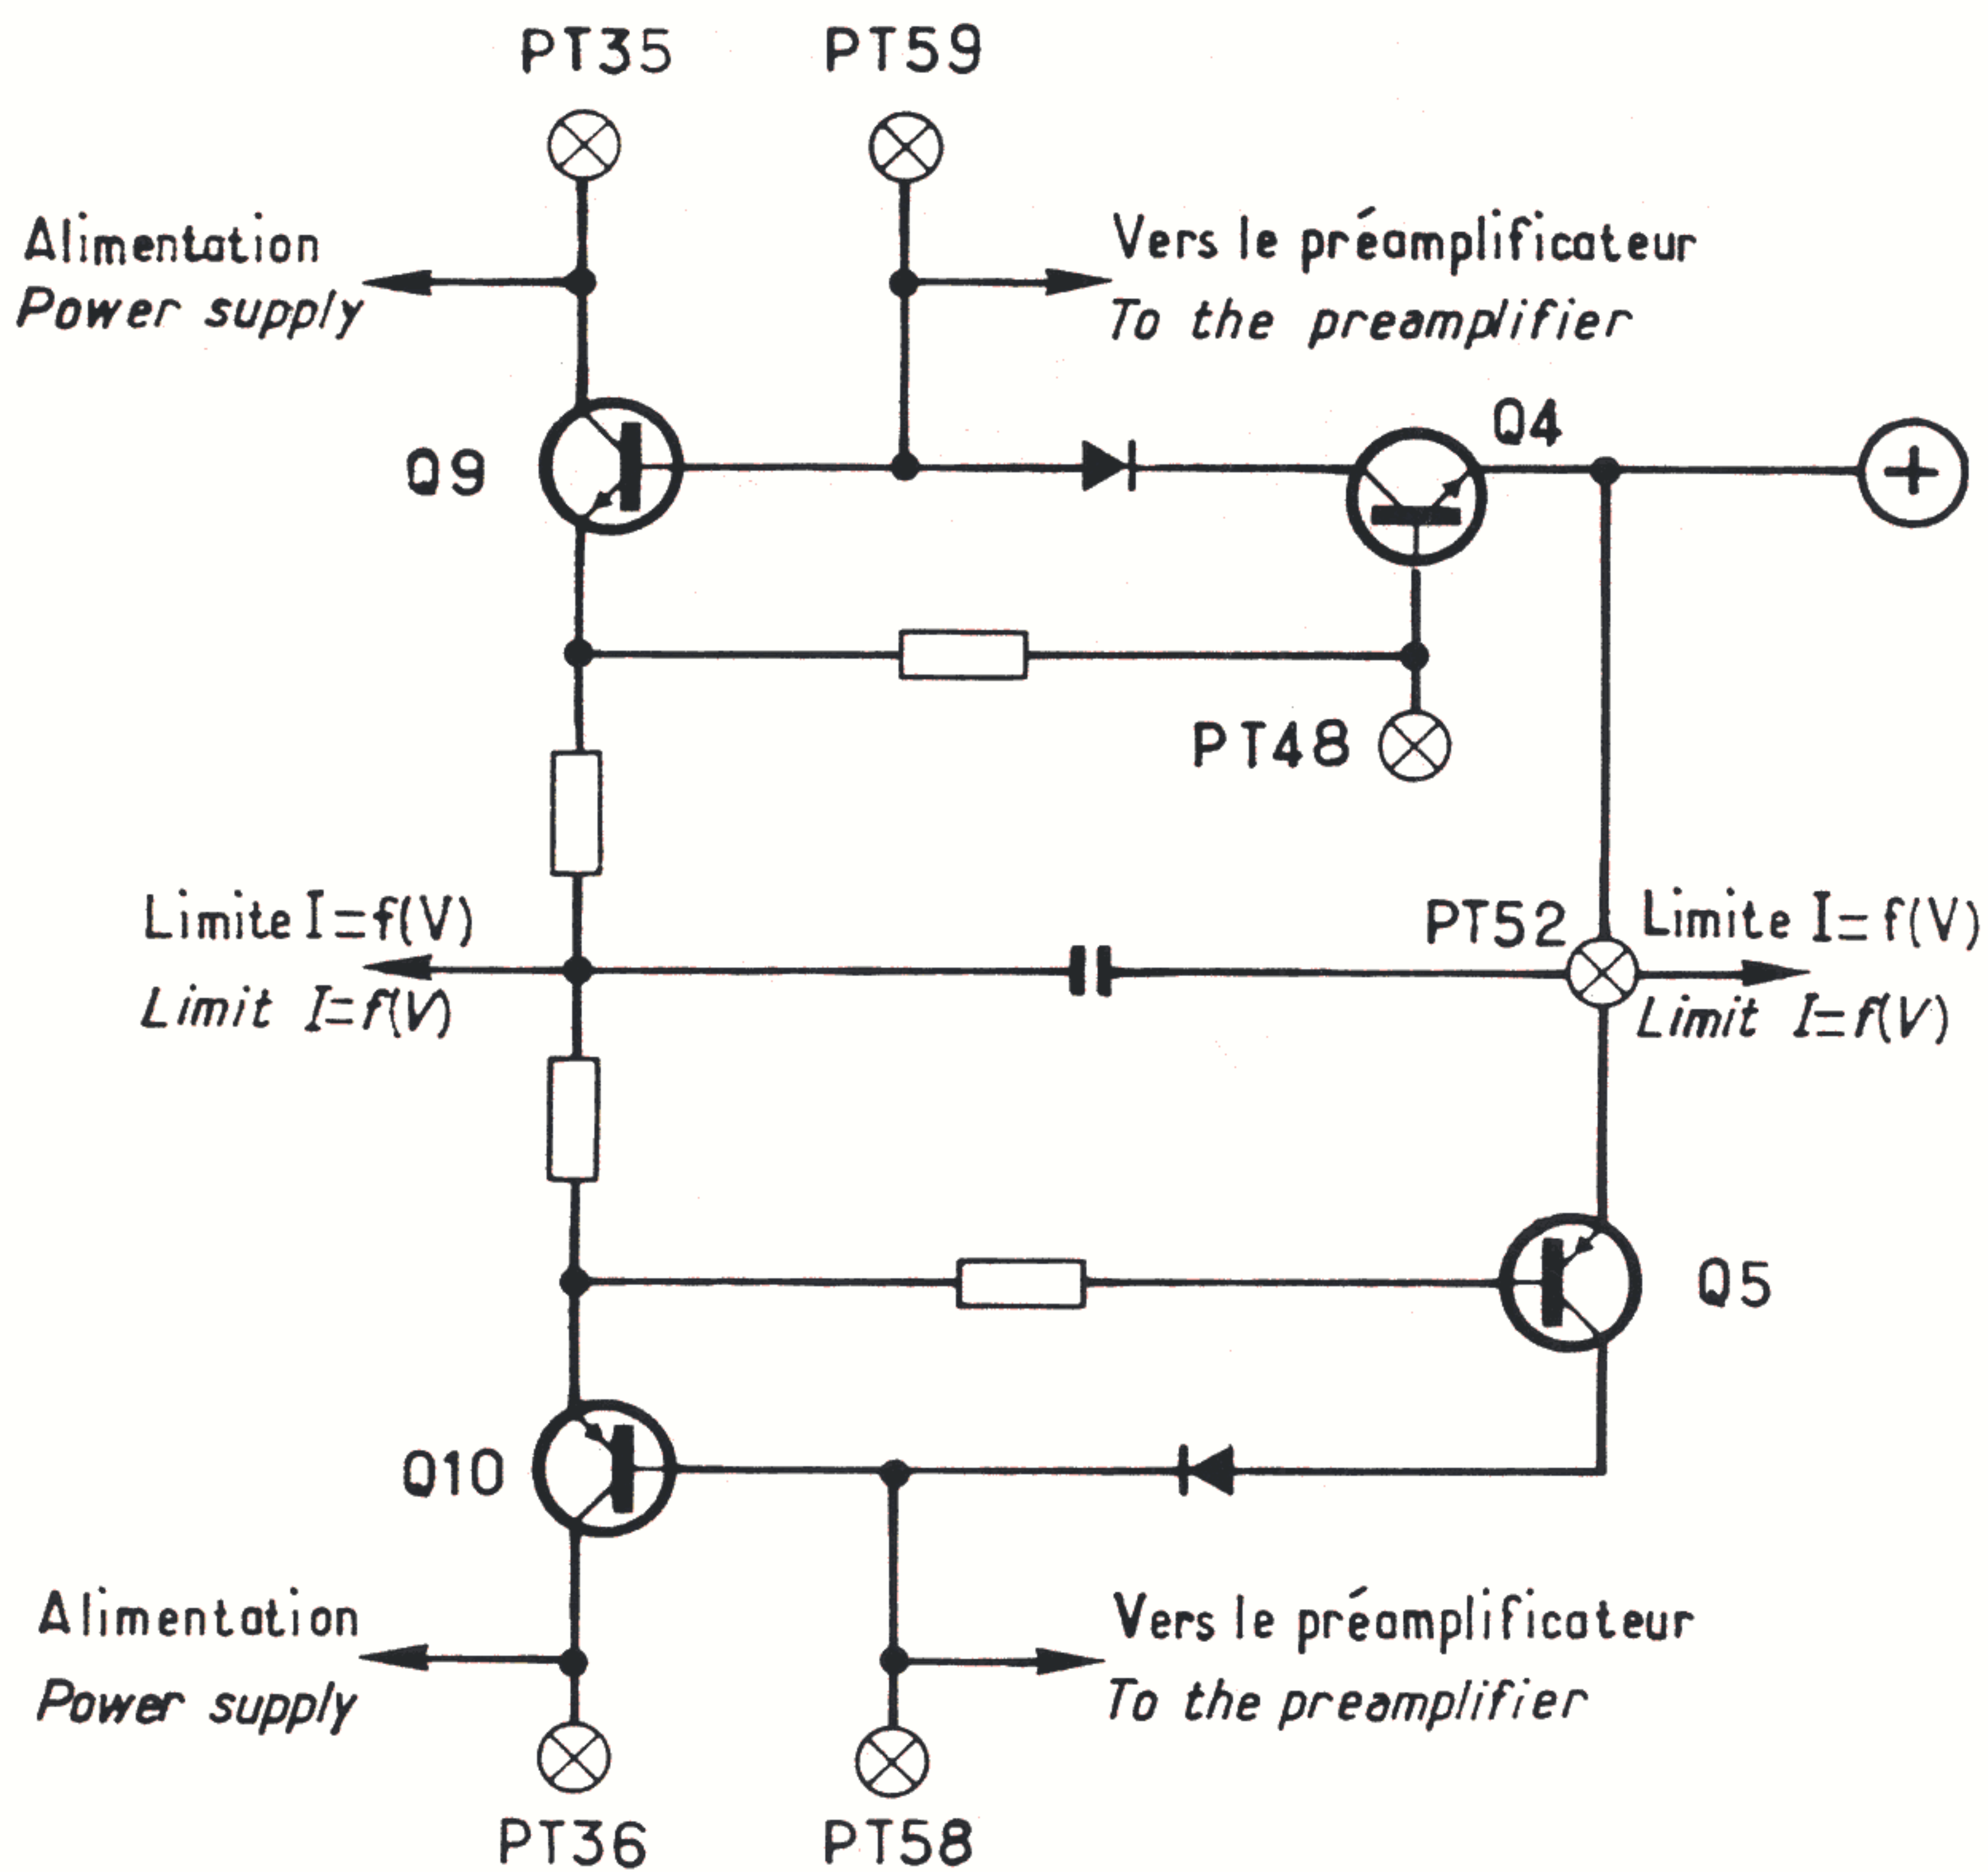 PT35
PT59
Alimentation
Power supply
Vers le préamplificateur
To the preamplifier
Q9
Q4
+
PT48
Limite I=f(V)
Limit I=f(V)
PT52
Limite I=f(V)
Limit I=f(V)
Q5
Q10
Alimentation
Power supply
Vers le préamplificateur
To the preamplifier
PT36
PT58